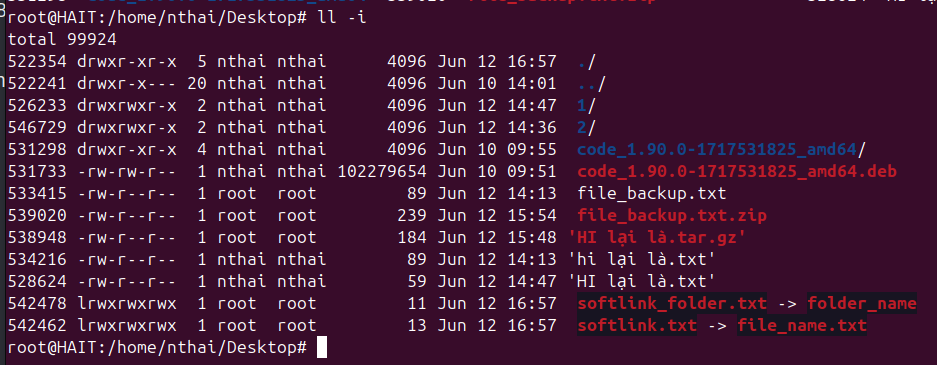 root@HAIT:/home/nthai/Desktop# ll -i
total 99924
522354 drwxr-xr-x  5 nthai nthai      4096 Jun 12 16:57  ./
522241 drwxr-x--- 20 nthai nthai      4096 Jun 10 14:01  ../
526233 drwxrwxr-x  2 nthai nthai      4096 Jun 12 14:47  1/
546729 drwxrwxr-x  2 nthai nthai      4096 Jun 12 14:36  2/
531298 drwxr-xr-x  4 nthai nthai      4096 Jun 10 09:55  code_1.90.0-1717531825_amd64/
531733 -rw-rw-r--  1 nthai nthai 102279654 Jun 10 09:51  code_1.90.0-1717531825_amd64.deb
533415 -rw-r--r--  1 root  root         89 Jun 12 14:13  file_backup.txt
539020 -rw-r--r--  1 root  root        239 Jun 12 15:54  file_backup.txt.zip
538948 -rw-r--r--  1 root  root        184 Jun 12 15:48 'HI lại là.tar.gz'
534216 -rw-r--r--  1 nthai nthai        89 Jun 12 14:13 'hi lại là.txt'
528624 -rw-r--r--  1 nthai nthai        59 Jun 12 14:47 'HI lại là.txt'
542478 lrwxrwxrwx  1 root  root         11 Jun 12 16:57  softlink_folder.txt -> folder_name
542462 lrwxrwxrwx  1 root  root         13 Jun 12 16:57  softlink.txt -> file_name.txt
root@HAIT:/home/nthai/Desktop#